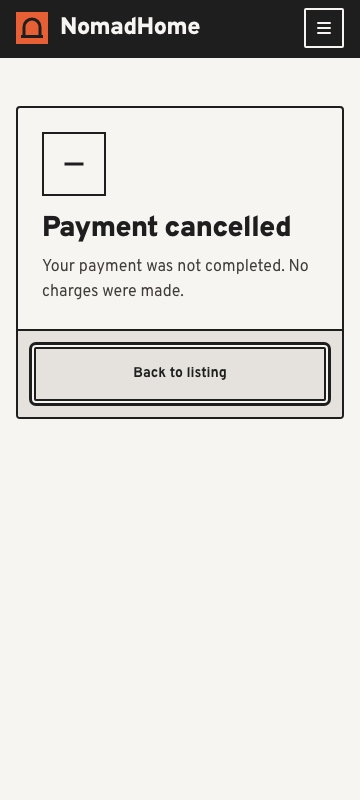 NomadHome
Payment cancelled
Your payment was not completed. No
charges were made.
Back to listing